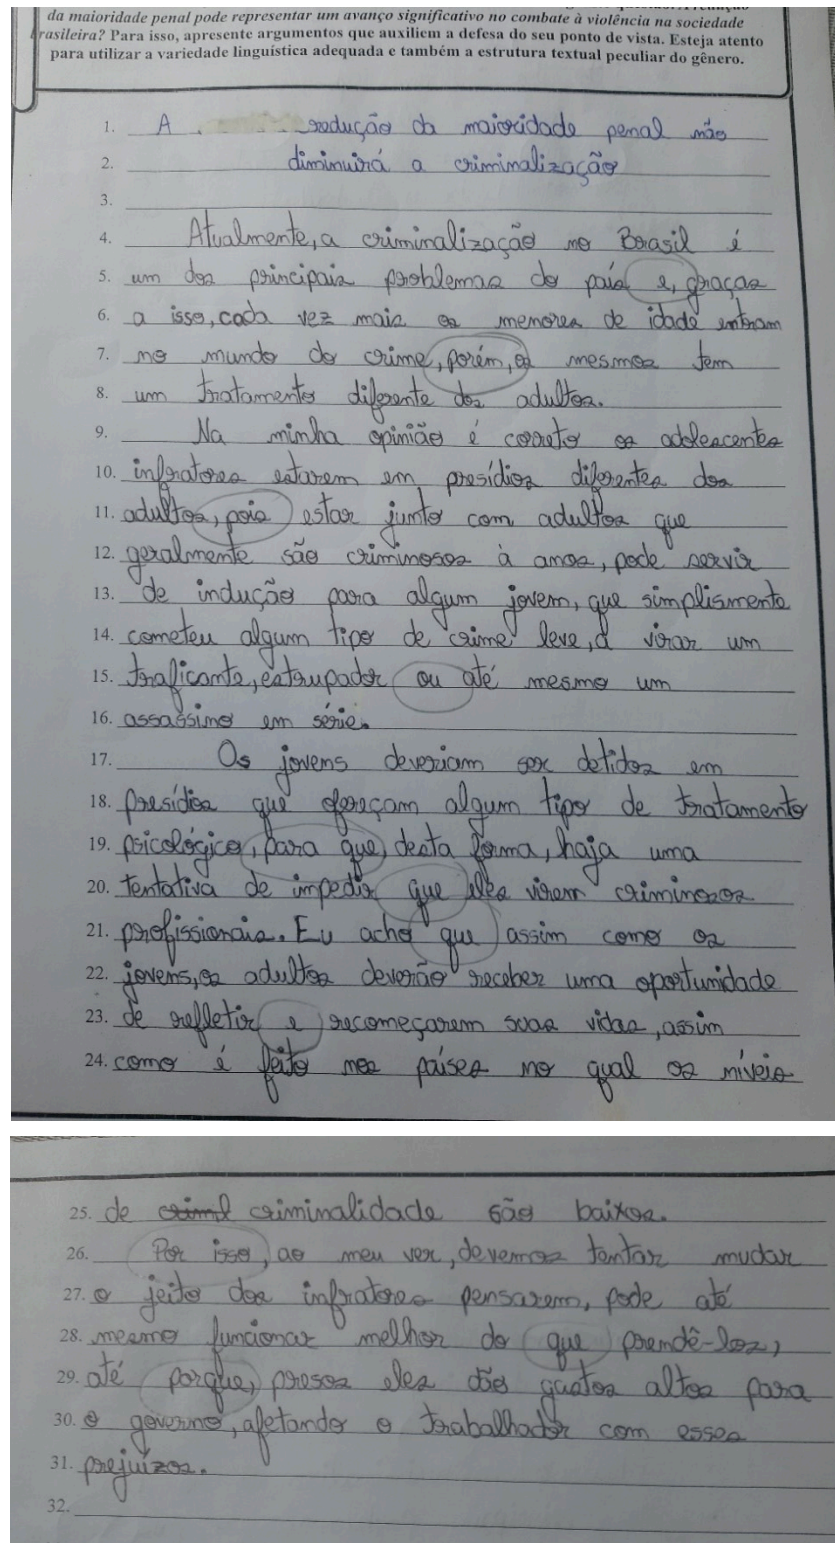 da maioridade penal pode representar um avanço significativo no combate à violência na sociedade
brasileira? Para isso, apresente argumentos que auxiliem a defesa do seu ponto de vista. Esteja atento
para utilizar a variedade linguística adequada e também a estrutura textual peculiar do gênero.
1. A redução da maioridade penal não
2. diminuirá a criminalização
3.
4. Atualmente, a criminalização no Brasil é
5. um dos principais problemas do país e, graças
6. a isso, cada vez mais os menores de idade entram
7. no mundo do crime, porém, os mesmos tem
8. um tratamento diferente dos adultos.
9. Na minha opinião é correto os adolescentes
10. infratores estarem em presídios diferentes dos
11. adultos, pois estar junto com adultos que
12. geralmente são criminosos à anos, pode servir
13. de indução para algum jovem, que simplismente
14. cometeu algum tipo de crime leve, a virar um
15. traficante, estrupador ou até mesmo um
16. assassino em série.
17. Os jovens deveriam ser detidos em
18. presídios que ofereçam algum tipo de tratamento
19. psicológico, para que, desta forma, haja uma
20. tentativa de impedir que eles virem criminosos
21. profissionais. Eu acho que assim como os
22. jovens, os adultos deverão receber uma oportunidade
23. de refletir e recomeçarem suas vidas, assim
24. como é feito nos países no qual os níveis
25. de criml criminalidade são baixos.
26. Por isso, ao meu ver, devemos tentar mudar
27. o jeito dos infratores pensarem, pode até
28. mesmo funcionar melhor do que prendê-los,
29. até porque, presos eles dão gastos altos para
30. o governo, afetando o trabalhador com esses
31. prejuízos.
32.